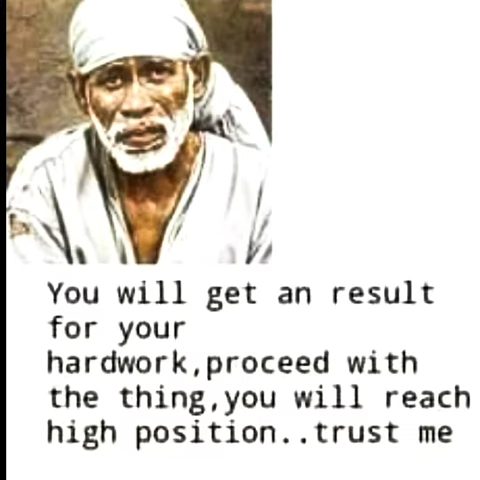 You will get an result
for your
hardwork,proceed with
the thing,you will reach
high position..trust me